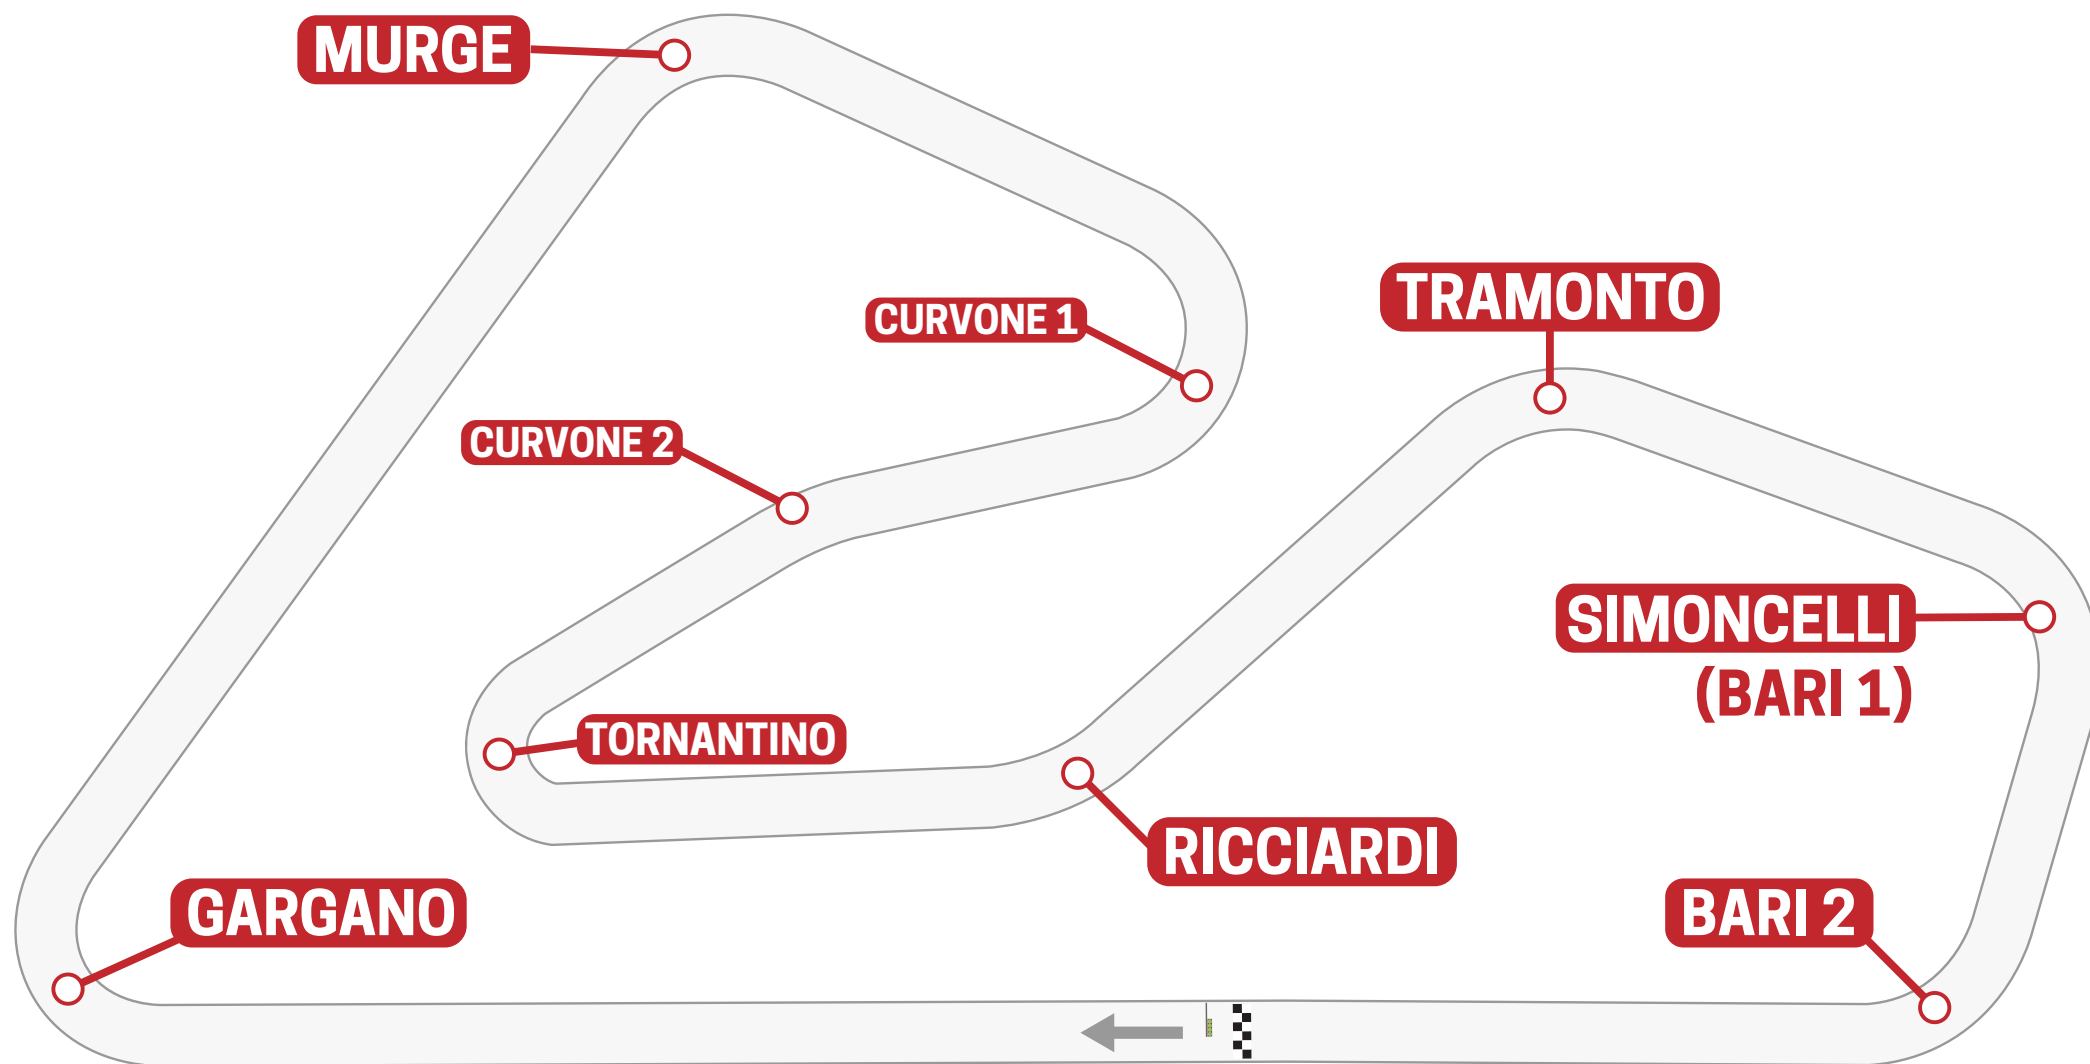 MURGE
CURVONE 1
TRAMONTO
CURVONE 2
SIMONCELLI
(BARI 1)
TORNANTINO
RICCIARDI
GARGANO
BARI 2